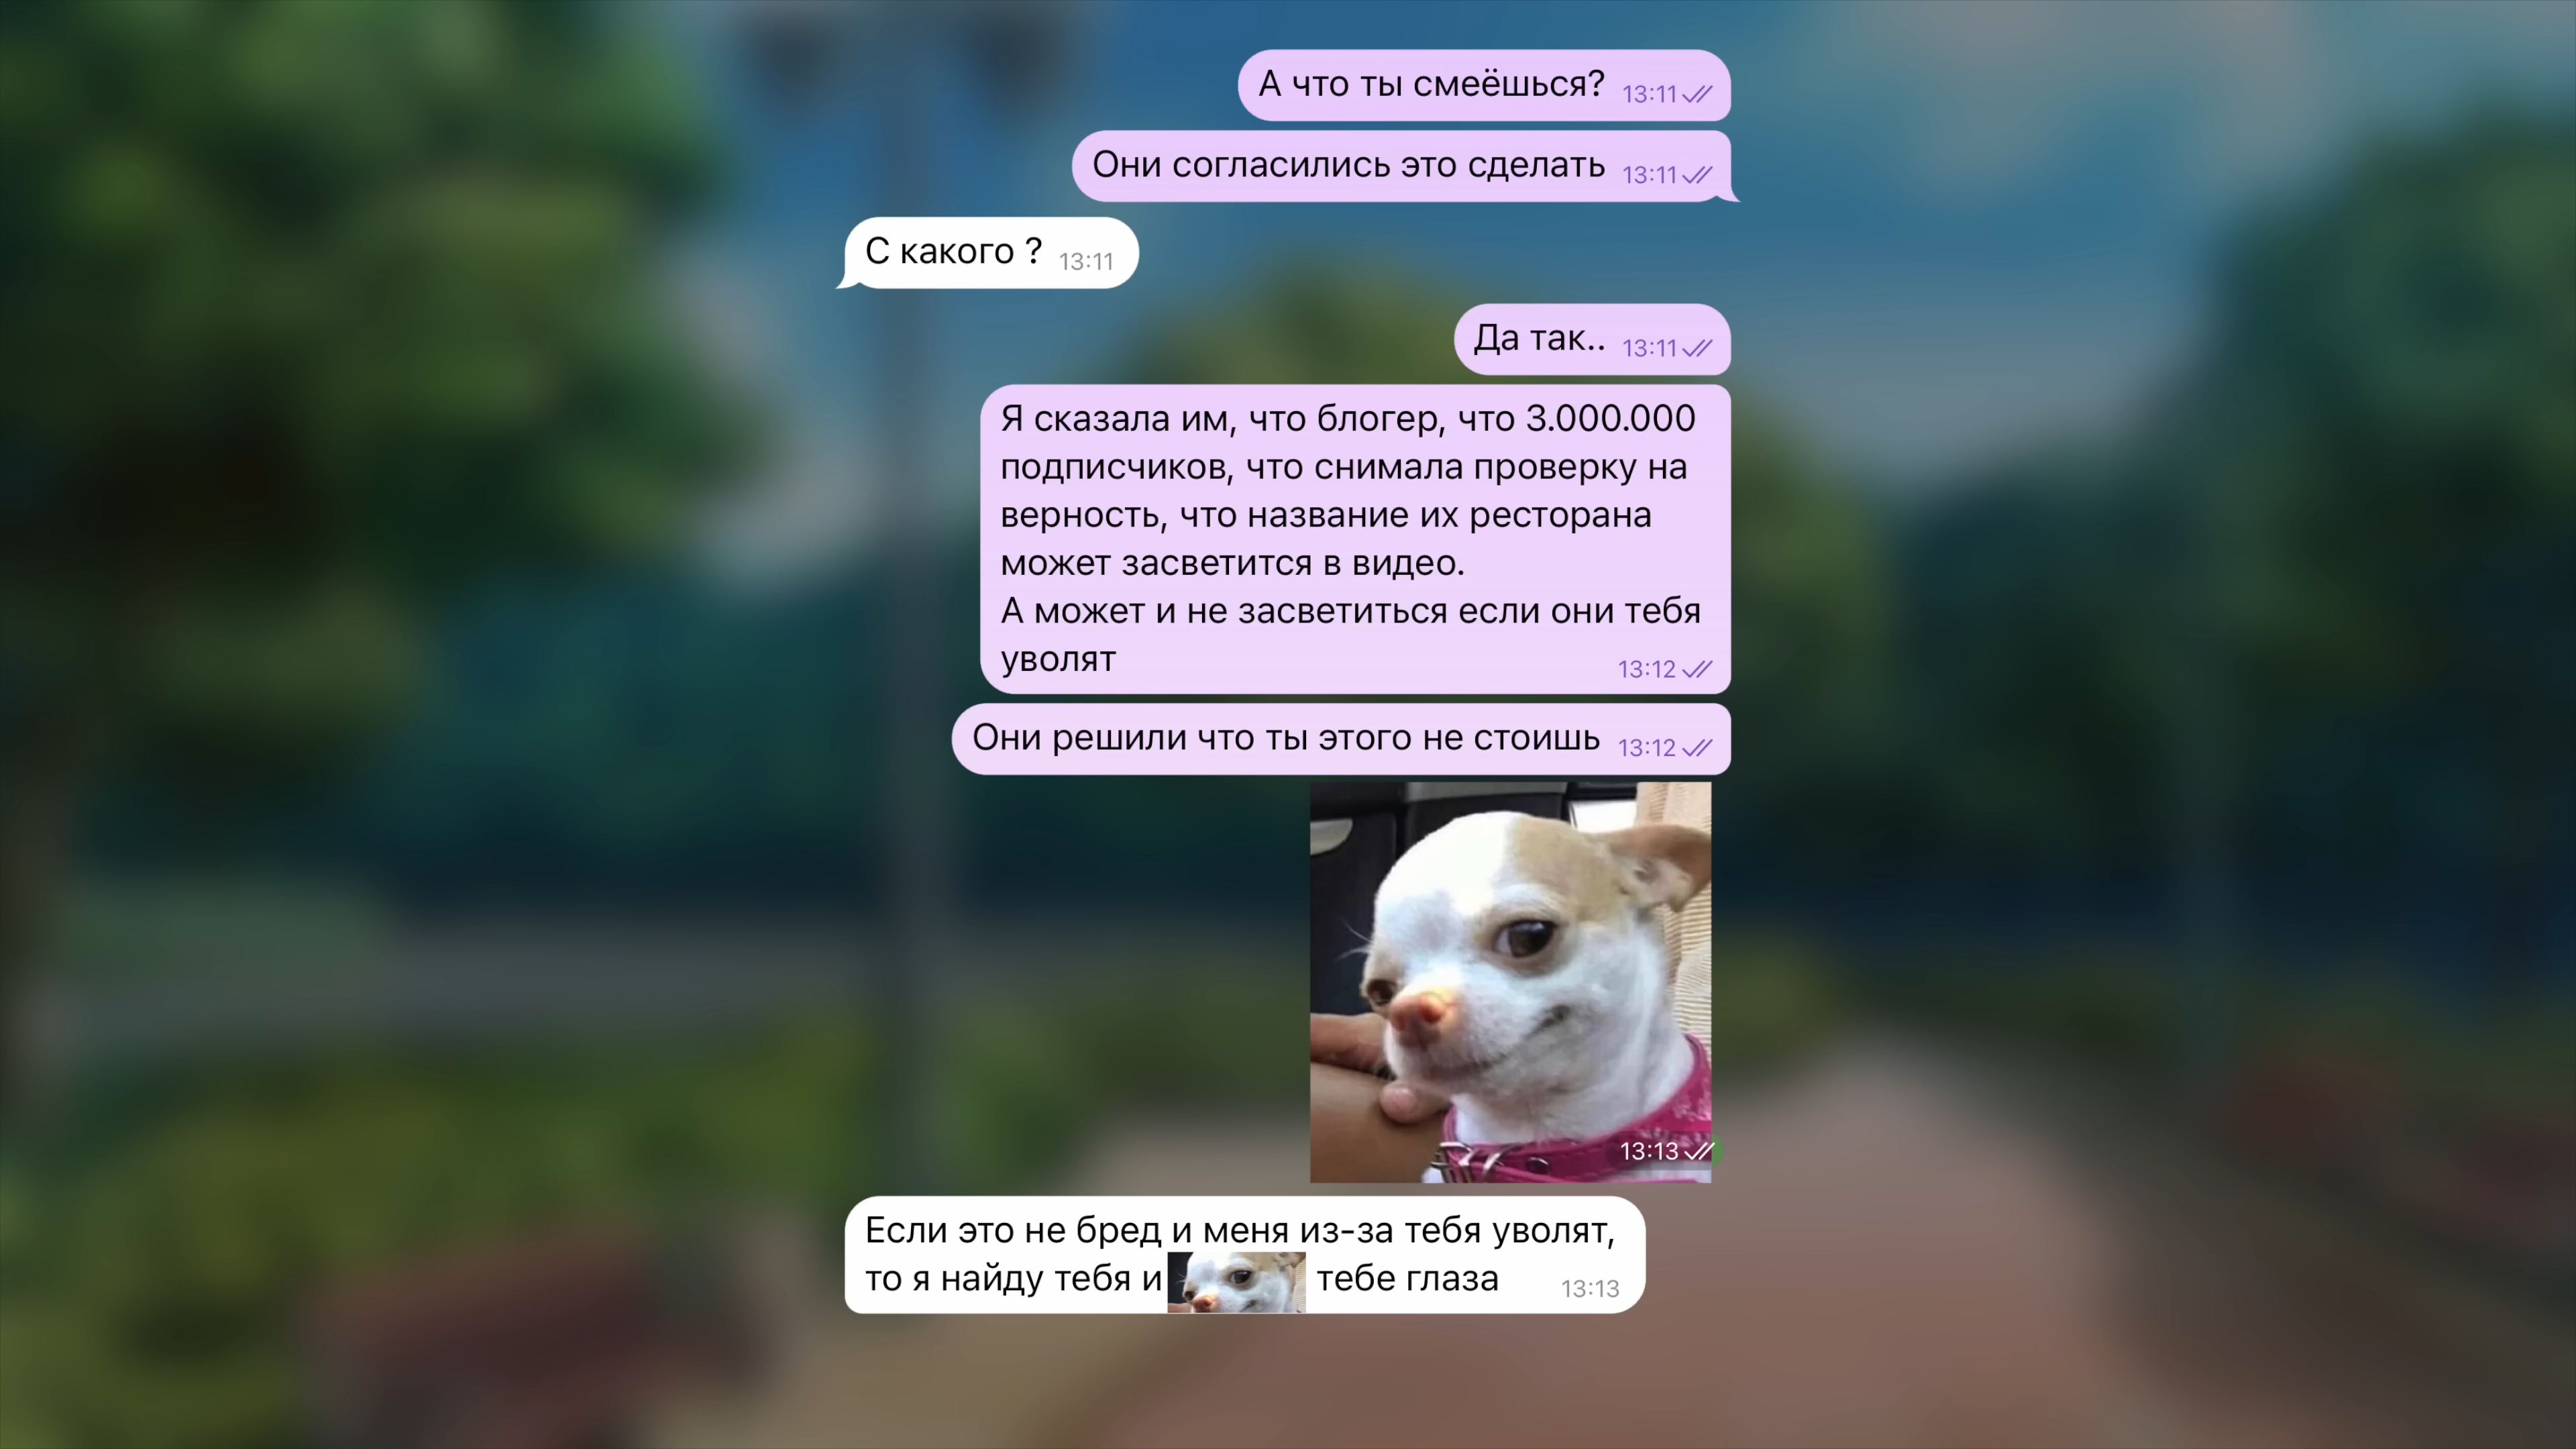 А что ты смеёшься? 13:11
Они согласились это сделать 13:11
С какого ? 13:11
Да так.. 13:11
Я сказала им, что блогер, что 3.000.000
подписчиков, что снимала проверку на
верность, что название их ресторана
может засветится в видео.
А может и не засветиться если они тебя
уволят 13:12
Они решили что ты этого не стоишь 13:12
13:13
Если это не бред и меня из-за тебя уволят,
то я найду тебя и тебе глаза 13:13